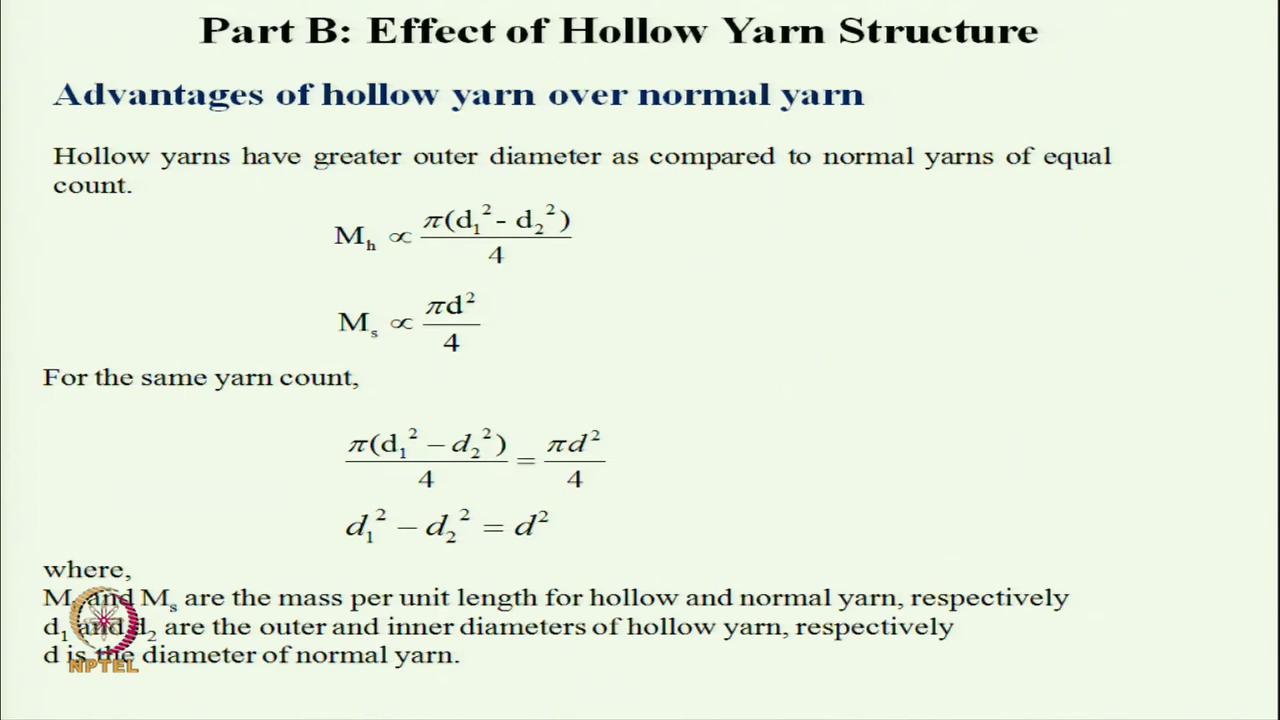 Part B: Effect of Hollow Yarn Structure
Advantages of hollow yarn over normal yarn
Hollow yarns have greater outer diameter as compared to normal yarns of equal
count.
M_h ∝ π(d₁² - d₂²) / 4
M_s ∝ πd² / 4
For the same yarn count,
π(d₁² − d₂²) / 4 = πd² / 4
d₁² − d₂² = d²
where,
M and M_s are the mass per unit length for hollow and normal yarn, respectively
d₁ and d₂ are the outer and inner diameters of hollow yarn, respectively
d is the diameter of normal yarn.
NPTEL